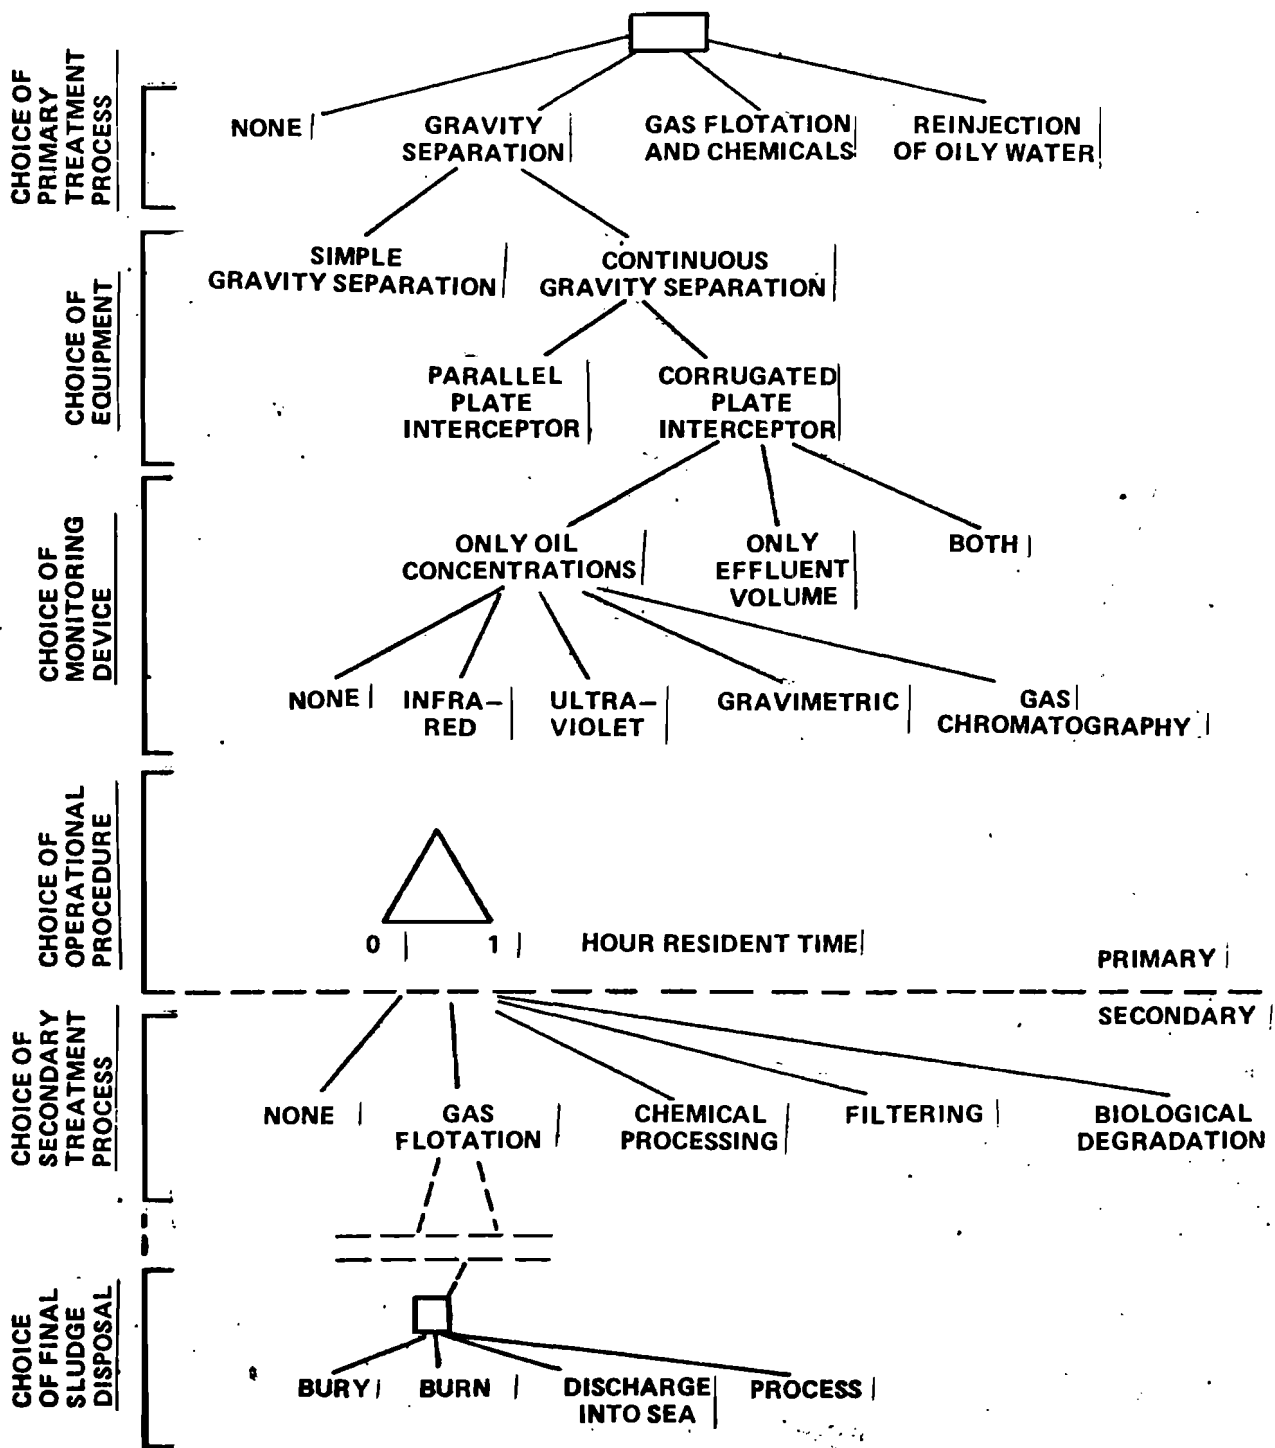 CHOICE OF
PRIMARY
TREATMENT
PROCESS
NONE
GRAVITY
SEPARATION
GAS FLOTATION
AND CHEMICALS
REINJECTION
OF OILY WATER
CHOICE OF
EQUIPMENT
SIMPLE
GRAVITY SEPARATION
CONTINUOUS
GRAVITY SEPARATION
PARALLEL
PLATE
INTERCEPTOR
CORRUGATED
PLATE
INTERCEPTOR
CHOICE OF
MONITORING
DEVICE
ONLY OIL
CONCENTRATIONS
ONLY
EFFLUENT
VOLUME
BOTH
NONE
INFRA-
RED
ULTRA-
VIOLET
GRAVIMETRIC
GAS
CHROMATOGRAPHY
CHOICE OF
OPERATIONAL
PROCEDURE
0
1
HOUR RESIDENT TIME
PRIMARY
SECONDARY
CHOICE OF
SECONDARY
TREATMENT
PROCESS
NONE
GAS
FLOTATION
CHEMICAL
PROCESSING
FILTERING
BIOLOGICAL
DEGRADATION
CHOICE
OF FINAL
SLUDGE
DISPOSAL
BURY
BURN
DISCHARGE
INTO SEA
PROCESS